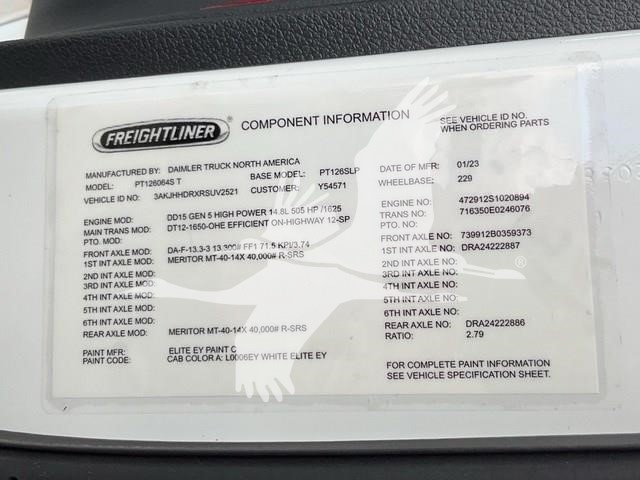 FREIGHTLINER
COMPONENT INFORMATION
SEE VEHICLE ID NO.
WHEN ORDERING PARTS
MANUFACTURED BY: DAIMLER TRUCK NORTH AMERICA
MODEL: PT126064S T BASE MODEL: PT126SLP
VEHICLE ID NO: 3AKJHHDRXRSUV2521 CUSTOMER: Y54571
DATE OF MFR: 01/23
WHEELBASE: 229
ENGINE MOD: DD15 GEN 5 HIGH POWER 14.8L 505 HP /1625
MAIN TRANS MOD: DT12-1650-OHE EFFICIENT ON-HIGHWAY 12-SP
PTO. MOD:
FRONT AXLE MOD: DA-F-13.3-3 13,300# FF1 71.5 KPI/3.74
1ST INT AXLE MOD: MERITOR MT-40-14X 40,000# R-SRS
2ND INT AXLE MOD:
3RD INT AXLE MOD:
4TH INT AXLE MOD:
5TH INT AXLE MOD:
6TH INT AXLE MOD:
REAR AXLE MOD: MERITOR MT-40-14X 40,000# R-SRS
PAINT MFR: ELITE EY PAINT C
PAINT CODE: CAB COLOR A: L0006EY WHITE ELITE EY
ENGINE NO: 472912S1020894
TRANS NO: 716350E0246076
PTO. NO:
FRONT AXLE NO: 739912B0359373
1ST INT AXLE NO: DRA24222887
2ND INT AXLE NO:
3RD INT AXLE NO:
4TH INT AXLE NO:
5TH INT AXLE NO:
6TH INT AXLE NO:
REAR AXLE NO: DRA24222886
RATIO: 2.79
FOR COMPLETE PAINT INFORMATION
SEE VEHICLE SPECIFICATION SHEET.